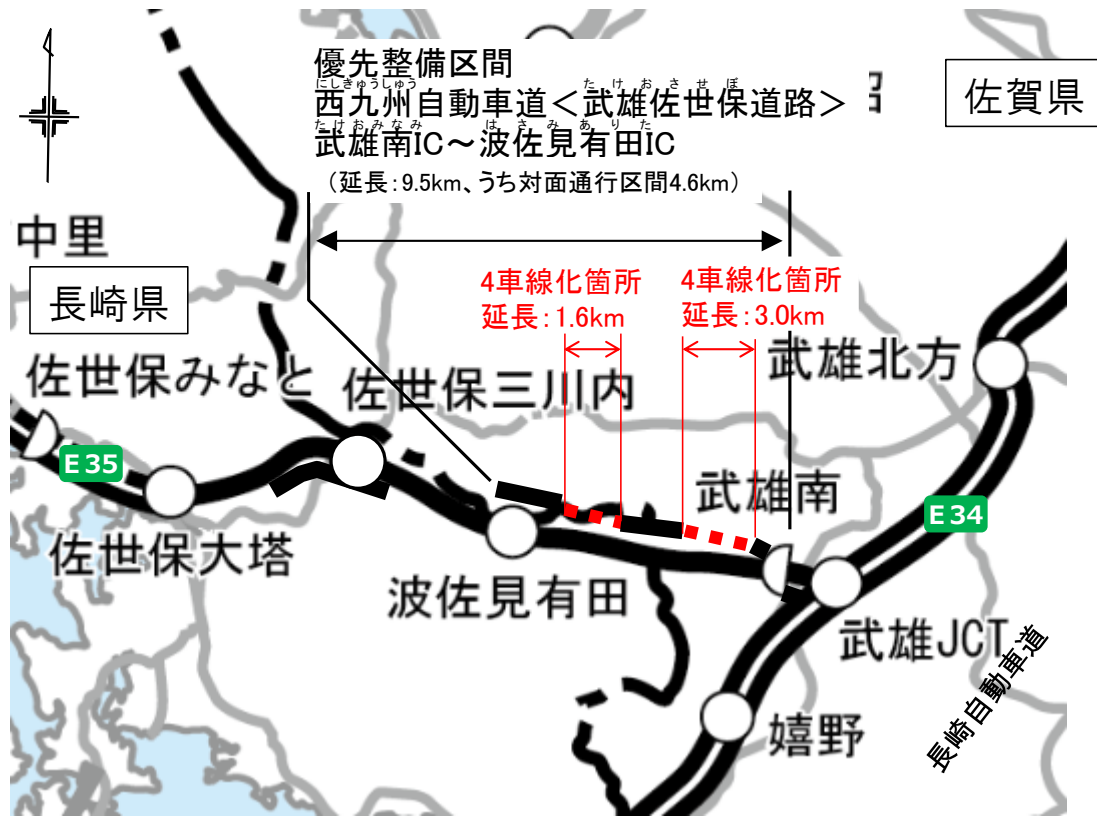 優先整備区間
にしきゅうしゅう たけおさせぼ
西九州自動車道＜武雄佐世保道路＞
たけおみなみ はさみありた
武雄南IC～波佐見有田IC
（延長：9.5km、うち対面通行区間4.6km）
佐賀県
中里
長崎県
4車線化箇所
延長：1.6km
4車線化箇所
延長：3.0km
武雄北方
佐世保みなと
佐世保三川内
E35
武雄南
E34
佐世保大塔
波佐見有田
武雄JCT
長崎自動車道
嬉野